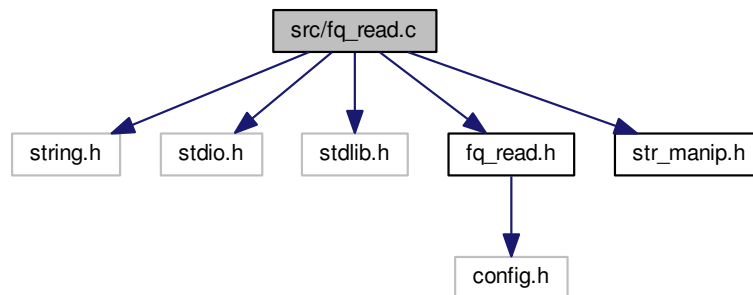 src/fq_read.c
string.h
stdio.h
stdlib.h
fq_read.h
str_manip.h
config.h